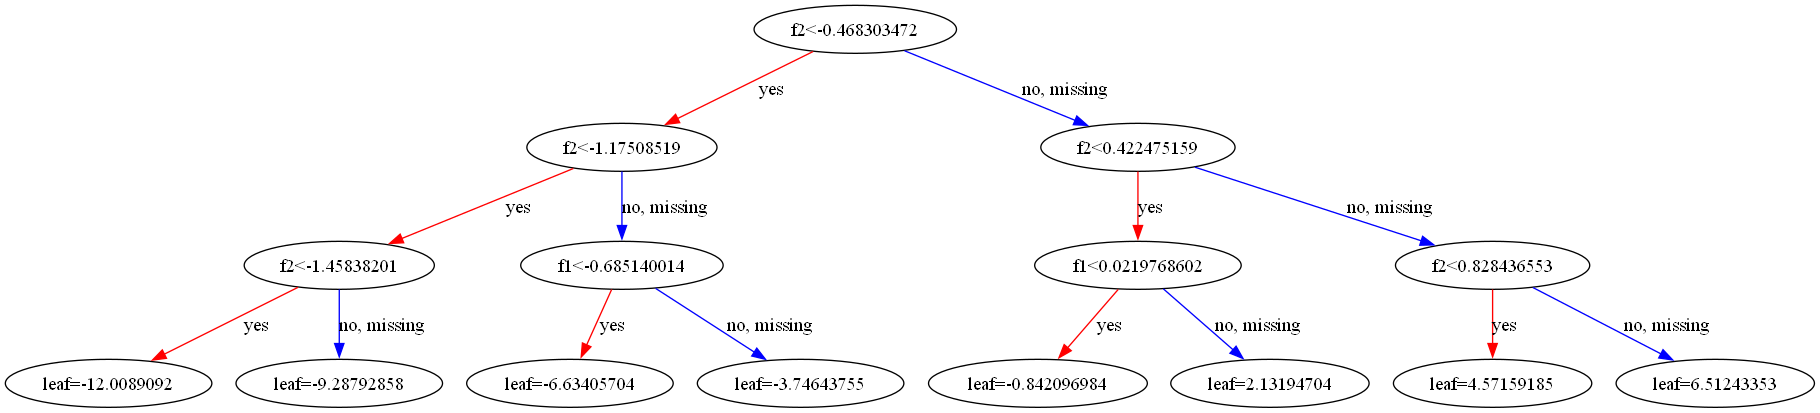 f2<-0.468303472
yes
no, missing
f2<-1.17508519
f2<0.422475159
yes
no, missing
yes
no, missing
f2<-1.45838201
f1<-0.685140014
f1<0.0219768602
f2<0.828436553
yes
no, missing
yes
no, missing
yes
no, missing
yes
no, missing
leaf=-12.0089092
leaf=-9.28792858
leaf=-6.63405704
leaf=-3.74643755
leaf=-0.842096984
leaf=2.13194704
leaf=4.57159185
leaf=6.51243353